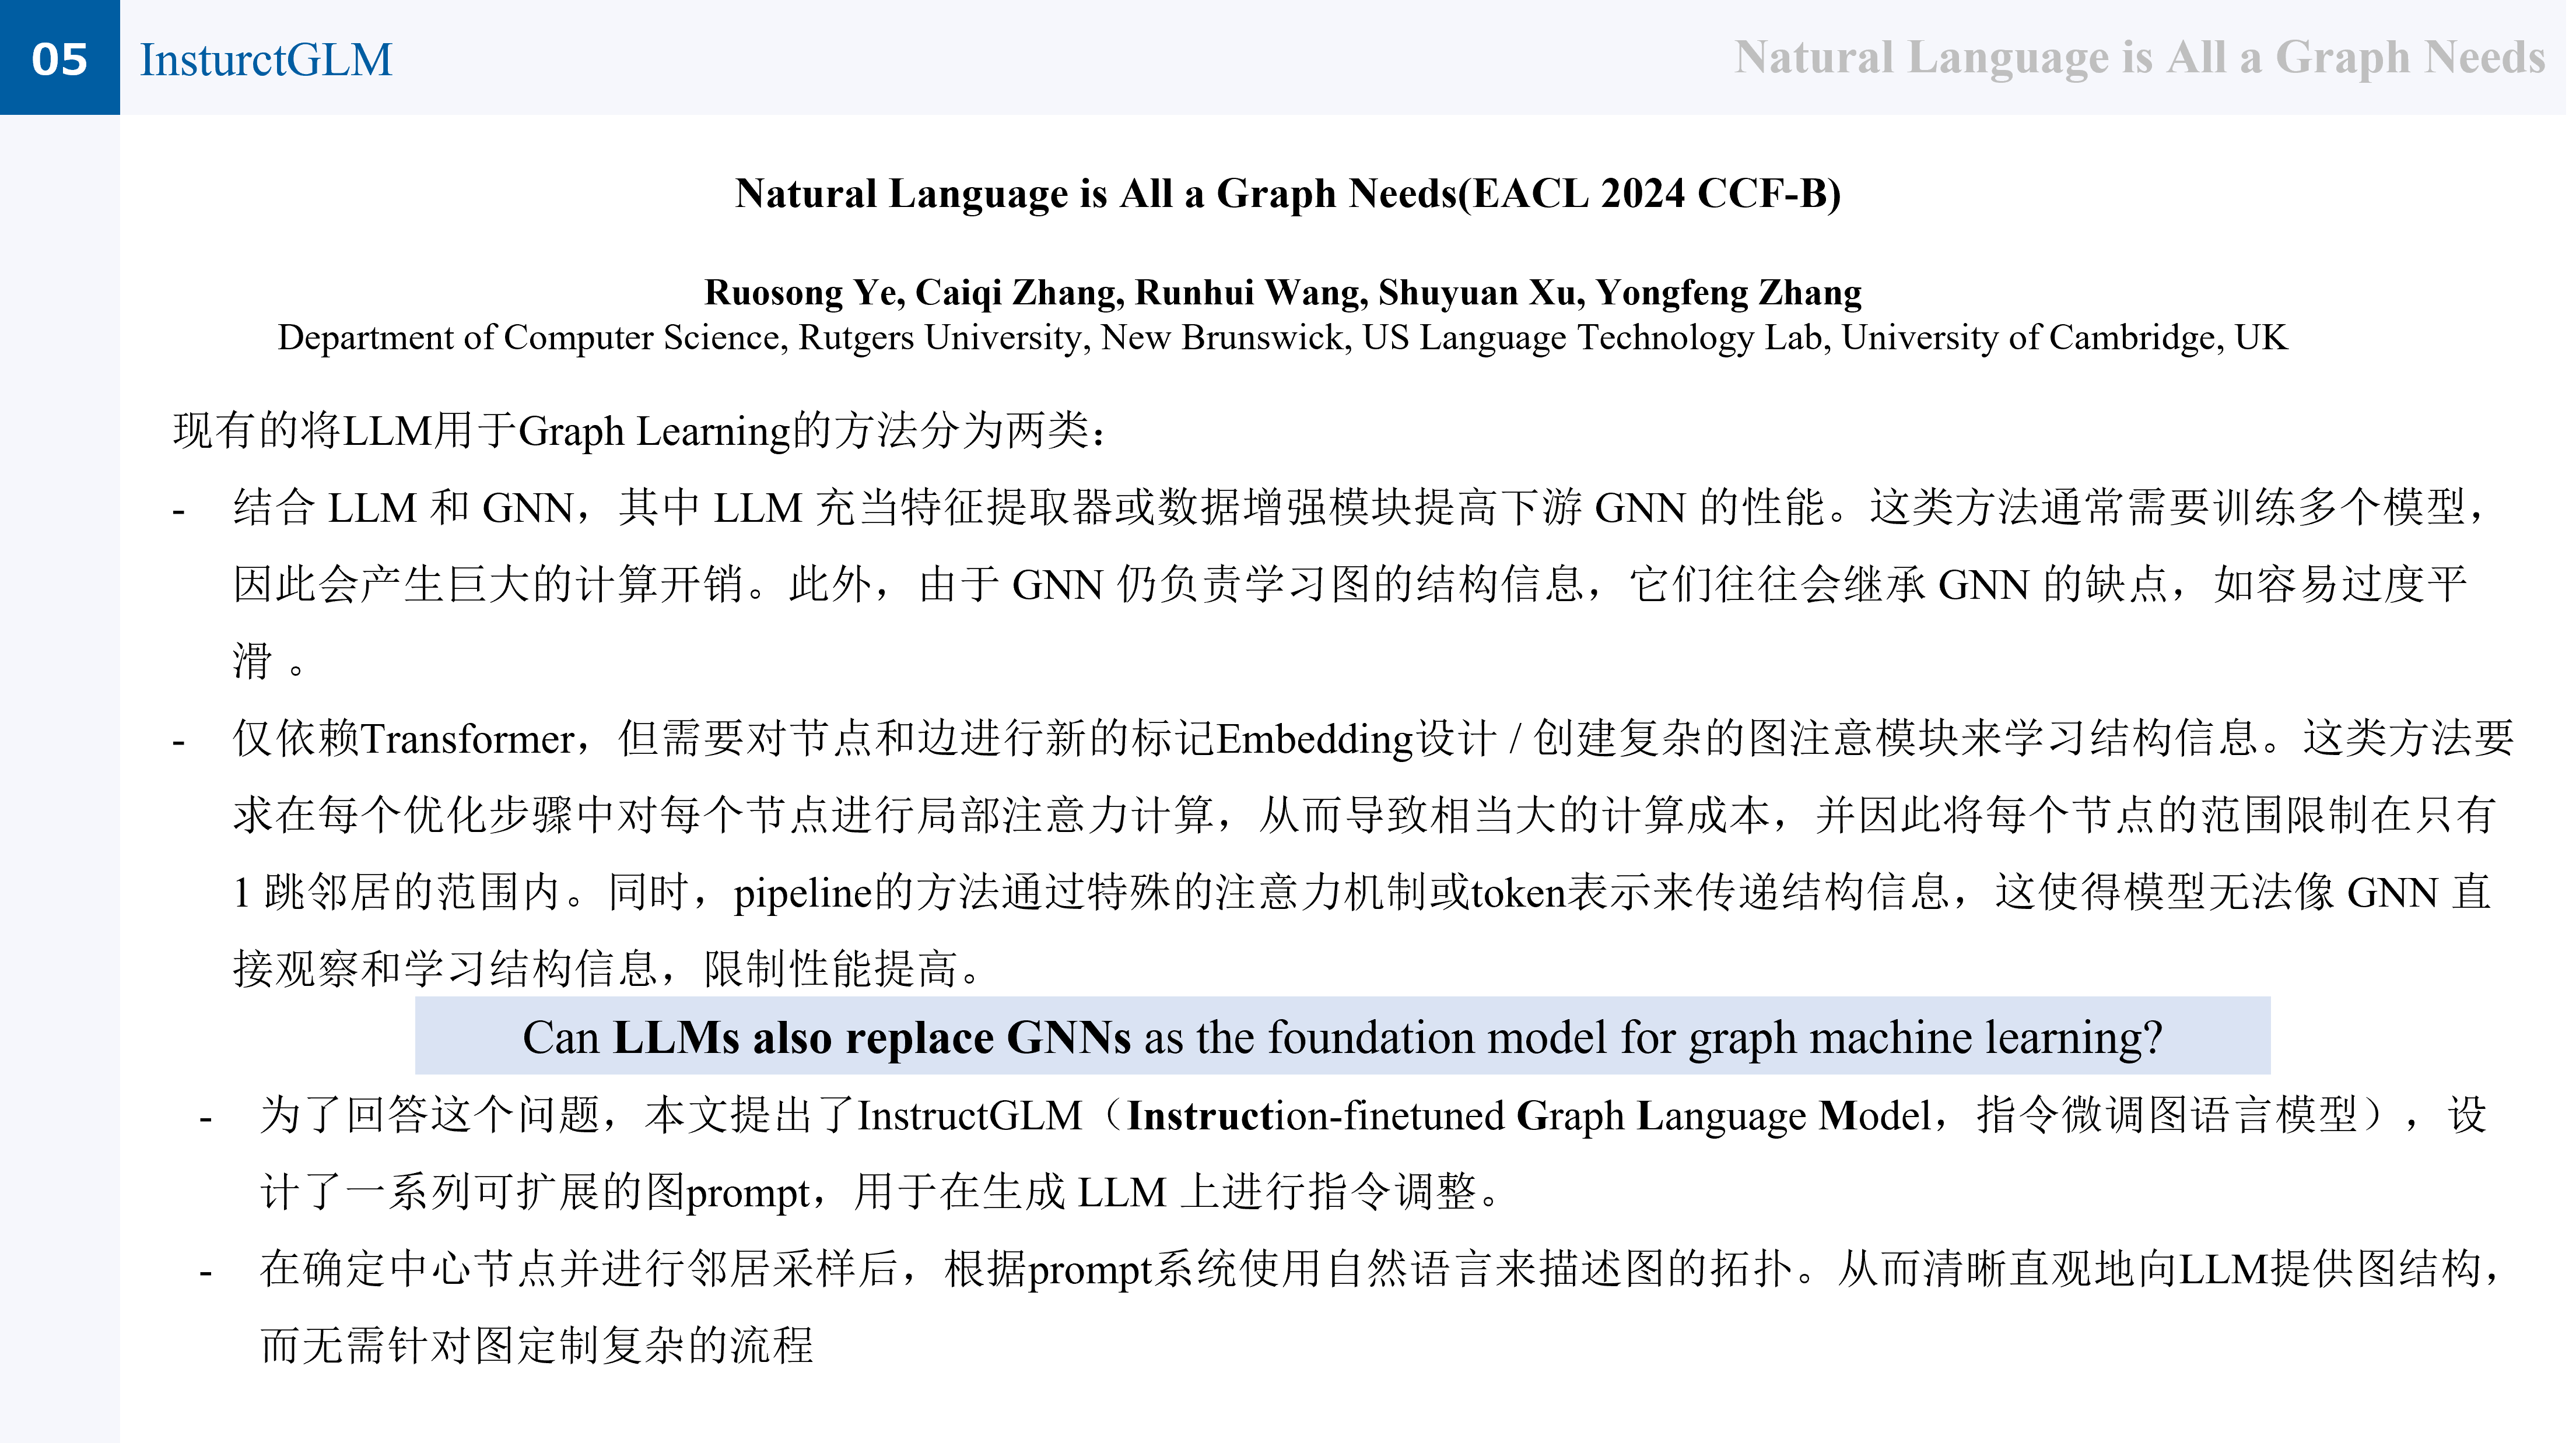 05
InsturctGLM
Natural Language is All a Graph Needs
Natural Language is All a Graph Needs(EACL 2024 CCF-B)
Ruosong Ye, Caiqi Zhang, Runhui Wang, Shuyuan Xu, Yongfeng Zhang
Department of Computer Science, Rutgers University, New Brunswick, US Language Technology Lab, University of Cambridge, UK
现有的将LLM用于Graph Learning的方法分为两类：
- 结合 LLM 和 GNN，其中 LLM 充当特征提取器或数据增强模块提高下游 GNN 的性能。这类方法通常需要训练多个模型，
因此会产生巨大的计算开销。此外，由于 GNN 仍负责学习图的结构信息，它们往往会继承 GNN 的缺点，如容易过度平
滑 。
- 仅依赖Transformer，但需要对节点和边进行新的标记Embedding设计 / 创建复杂的图注意模块来学习结构信息。这类方法要
求在每个优化步骤中对每个节点进行局部注意力计算，从而导致相当大的计算成本，并因此将每个节点的范围限制在只有
1 跳邻居的范围内。同时，pipeline的方法通过特殊的注意力机制或token表示来传递结构信息，这使得模型无法像 GNN 直
接观察和学习结构信息，限制性能提高。
Can LLMs also replace GNNs as the foundation model for graph machine learning?
- 为了回答这个问题，本文提出了InstructGLM（Instruction-finetuned Graph Language Model，指令微调图语言模型），设
计了一系列可扩展的图prompt，用于在生成 LLM 上进行指令调整。
- 在确定中心节点并进行邻居采样后，根据prompt系统使用自然语言来描述图的拓扑。从而清晰直观地向LLM提供图结构，
而无需针对图定制复杂的流程